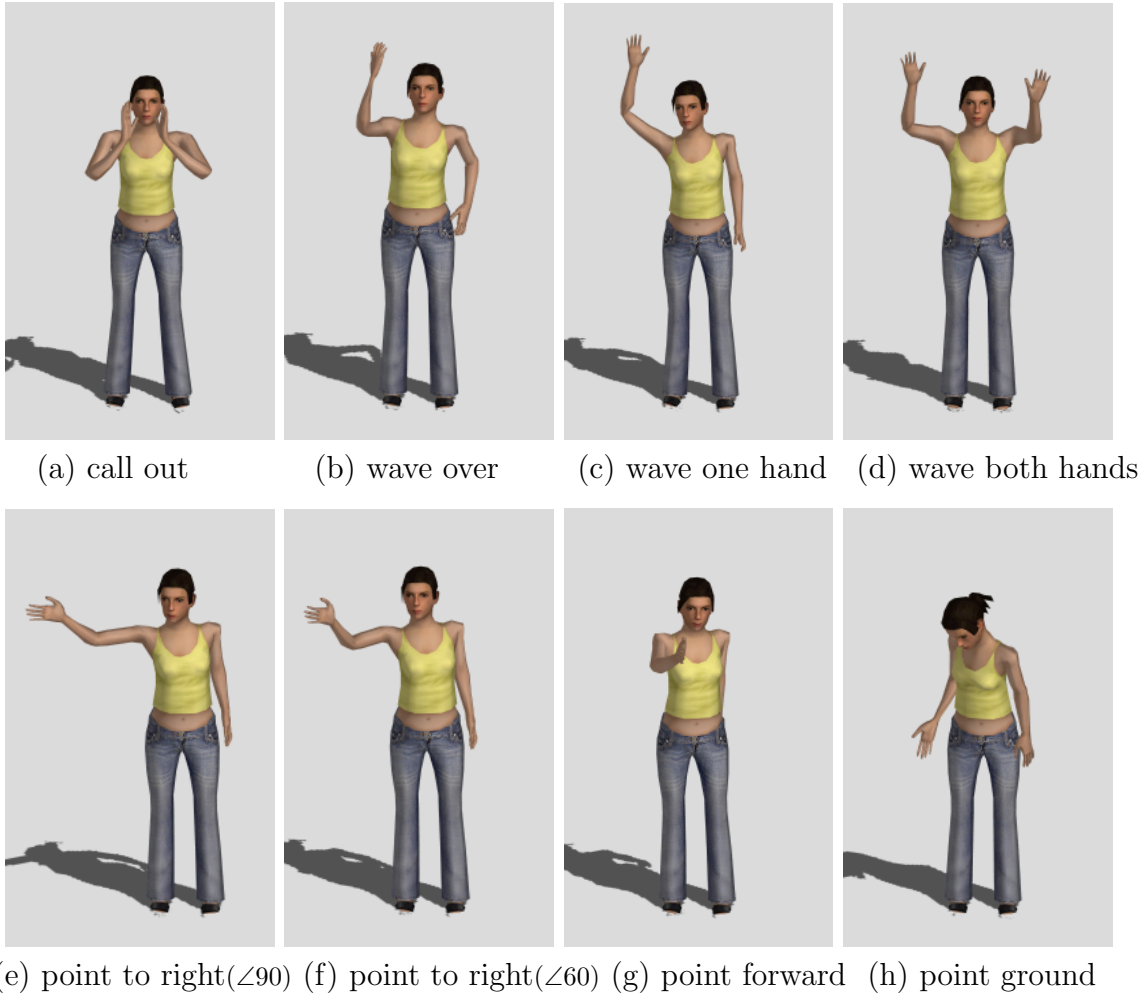 (a) call out (b) wave over (c) wave one hand (d) wave both hands
(e) point to right(∠90) (f) point to right(∠60) (g) point forward (h) point ground